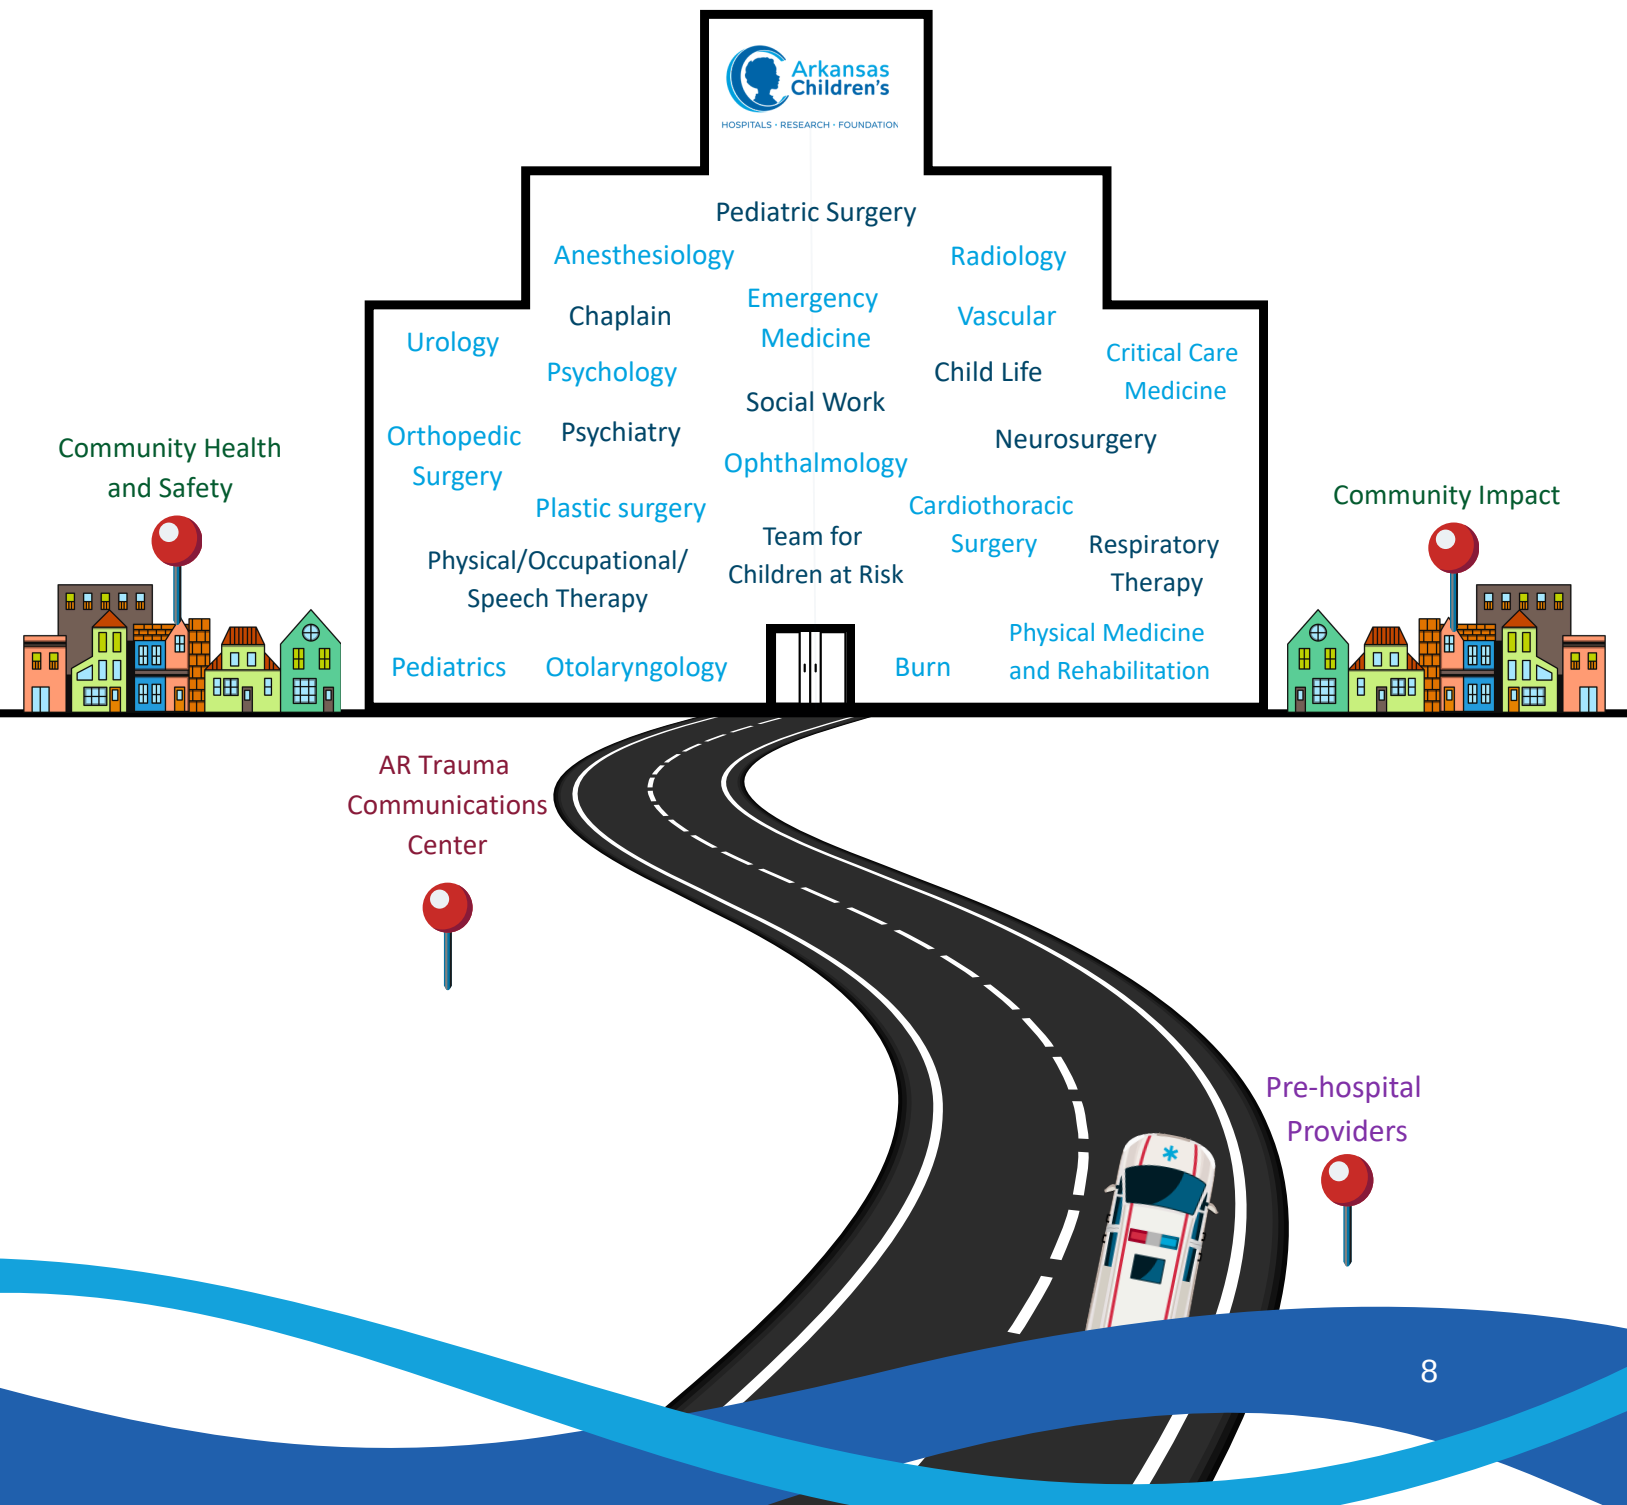 Arkansas
Children's
HOSPITALS • RESEARCH • FOUNDATION
Pediatric Surgery
Anesthesiology
Radiology
Chaplain
Emergency
Medicine
Vascular
Urology
Psychology
Child Life
Critical Care
Medicine
Social Work
Orthopedic
Surgery
Psychiatry
Neurosurgery
Ophthalmology
Plastic surgery
Cardiothoracic
Surgery
Team for
Children at Risk
Respiratory
Therapy
Physical/Occupational/
Speech Therapy
Physical Medicine
and Rehabilitation
Pediatrics
Otolaryngology
Burn
Community Health
and Safety
Community Impact
AR Trauma
Communications
Center
Pre-hospital
Providers
8